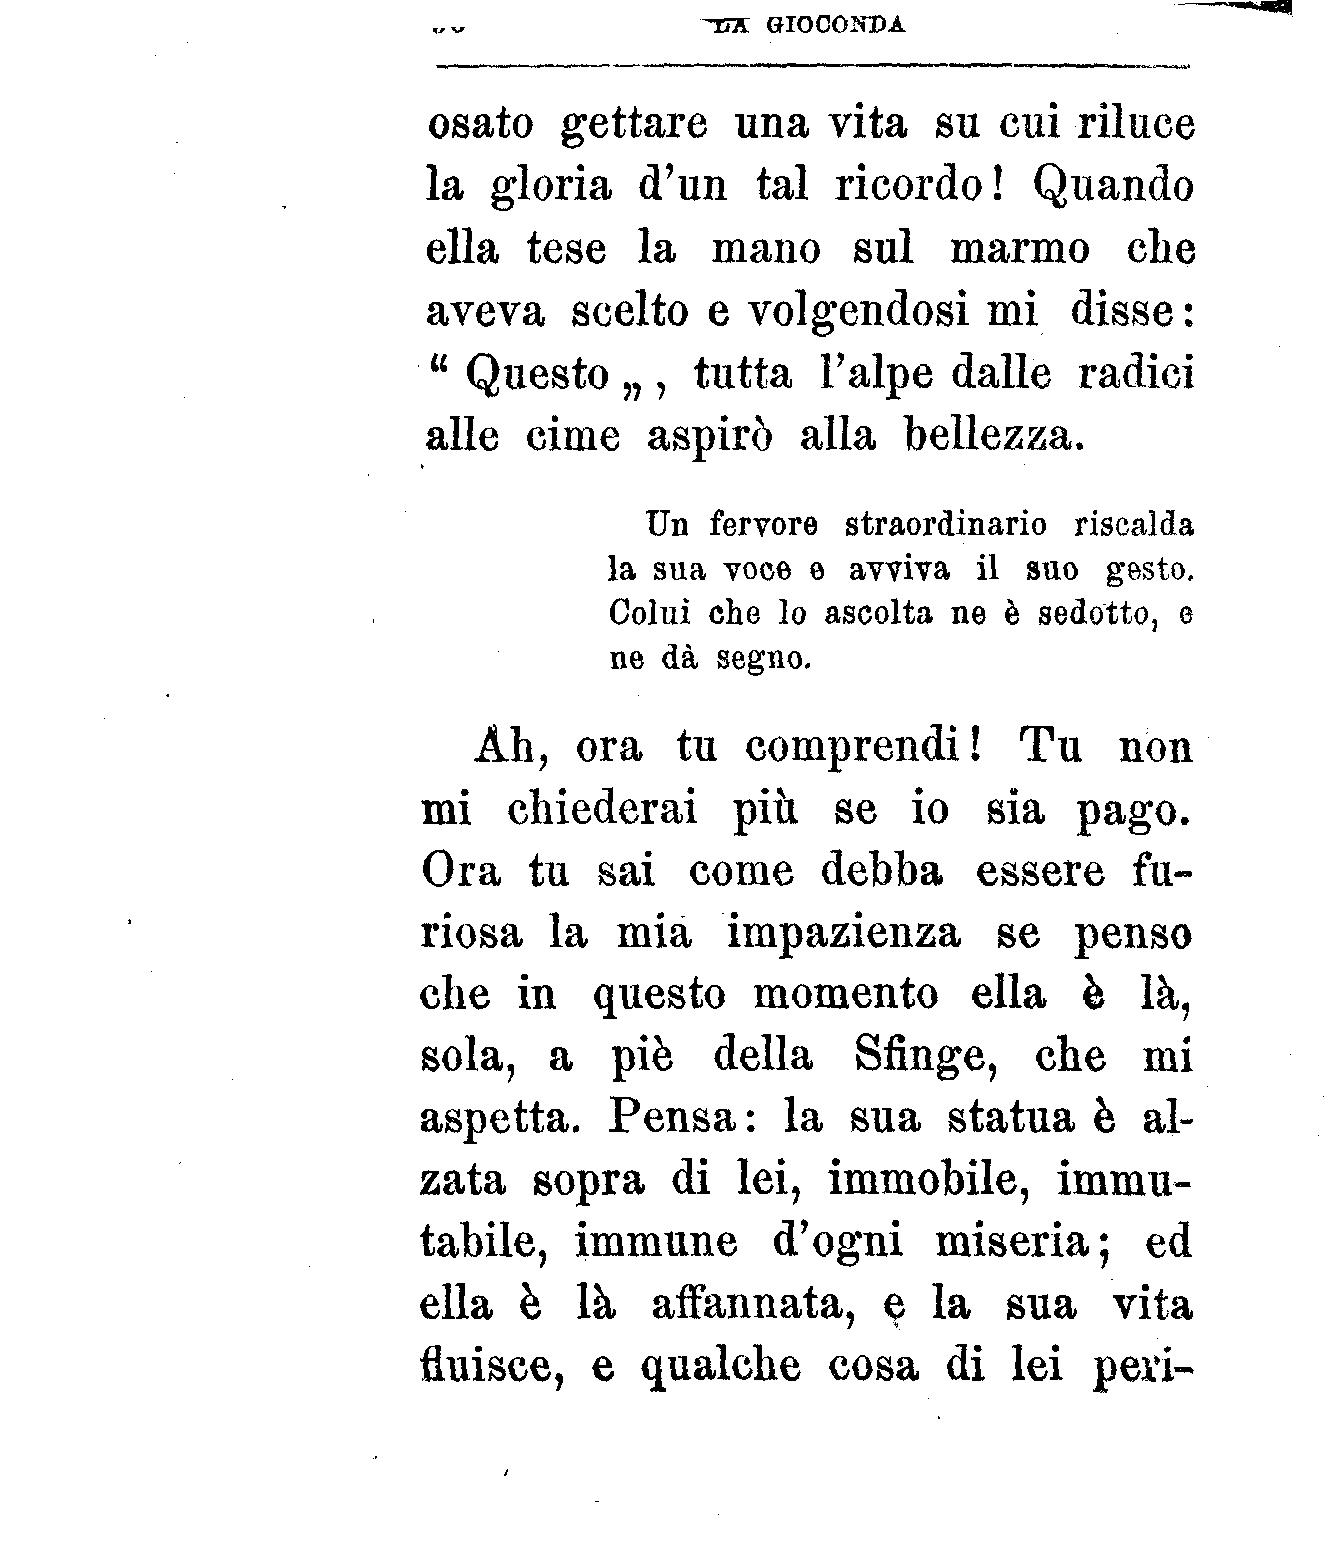 LA GIOCONDA
osato gettare una vita su cui riluce
la gloria d'un tal ricordo! Quando
ella tese la mano sul marmo che
aveva scelto e volgendosi mi disse:
“ Questo „, tutta l'alpe dalle radici
alle cime aspirò alla bellezza.
Un fervore straordinario riscalda
la sua voce e avviva il suo gesto.
Colui che lo ascolta ne è sedotto, e
ne dà segno.
Ah, ora tu comprendi! Tu non
mi chiederai più se io sia pago.
Ora tu sai come debba essere fu-
riosa la mia impazienza se penso
che in questo momento ella è là,
sola, a piè della Sfinge, che mi
aspetta. Pensa: la sua statua è al-
zata sopra di lei, immobile, immu-
tabile, immune d'ogni miseria; ed
ella è là affannata, e la sua vita
fluisce, e qualche cosa di lei peri-